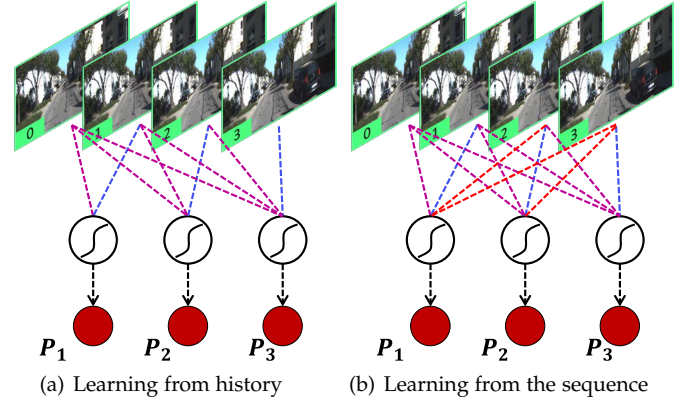 0 1 2 3 0 1 2 3
P1 P2 P3 P1 P2 P3
(a) Learning from history (b) Learning from the sequence